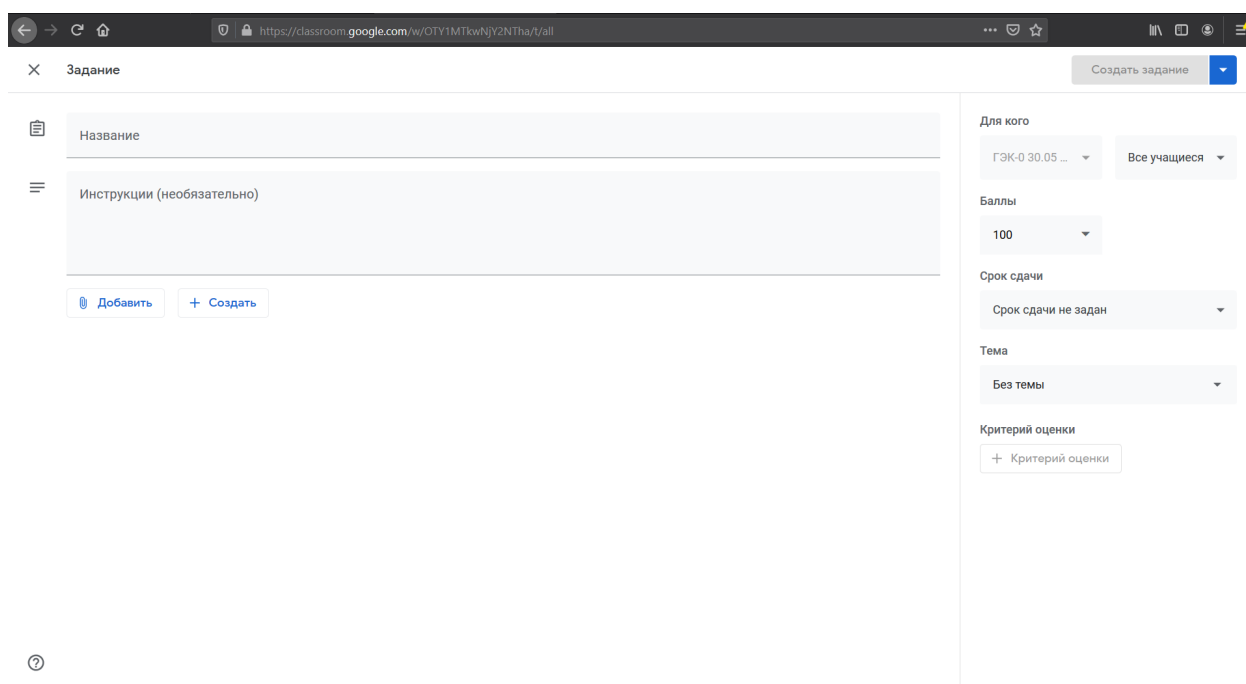 https://classroom.google.com/w/OTY1MTkwNjY2NTha/t/all
Задание
Создать задание
Название
Инструкции (необязательно)
Добавить
+ Создать
Для кого
ГЭК-0 30.05 ...
Все учащиеся
Баллы
100
Срок сдачи
Срок сдачи не задан
Тема
Без темы
Критерий оценки
+ Критерий оценки